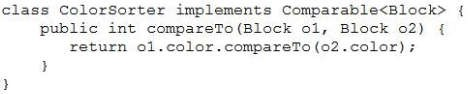 class ColorSorter implements Comparable<Block> {
    public int compareTo(Block o1, Block o2) {
       return o1.color.compareTo(o2.color);
    }
}